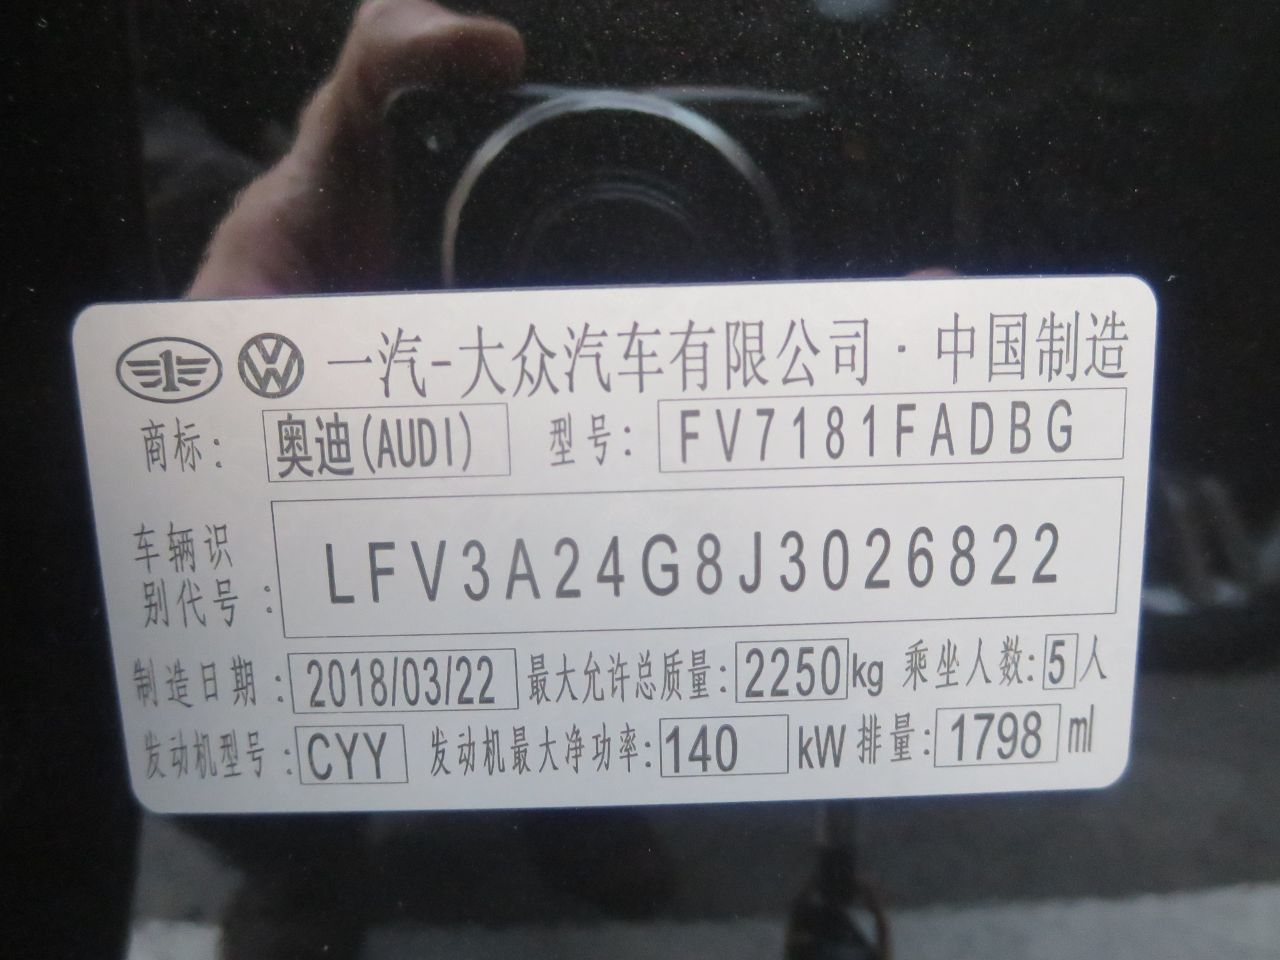 一汽-大众汽车有限公司·中国制造
商标: 奥迪(AUDI) 型号: FV7181FADBG
车辆识别代号: LFV3A24G8J3026822
制造日期: 2018/03/22 最大允许总质量: 2250kg 乘坐人数: 5人
发动机型号: CYY 发动机最大净功率: 140 kW 排量: 1798 ml